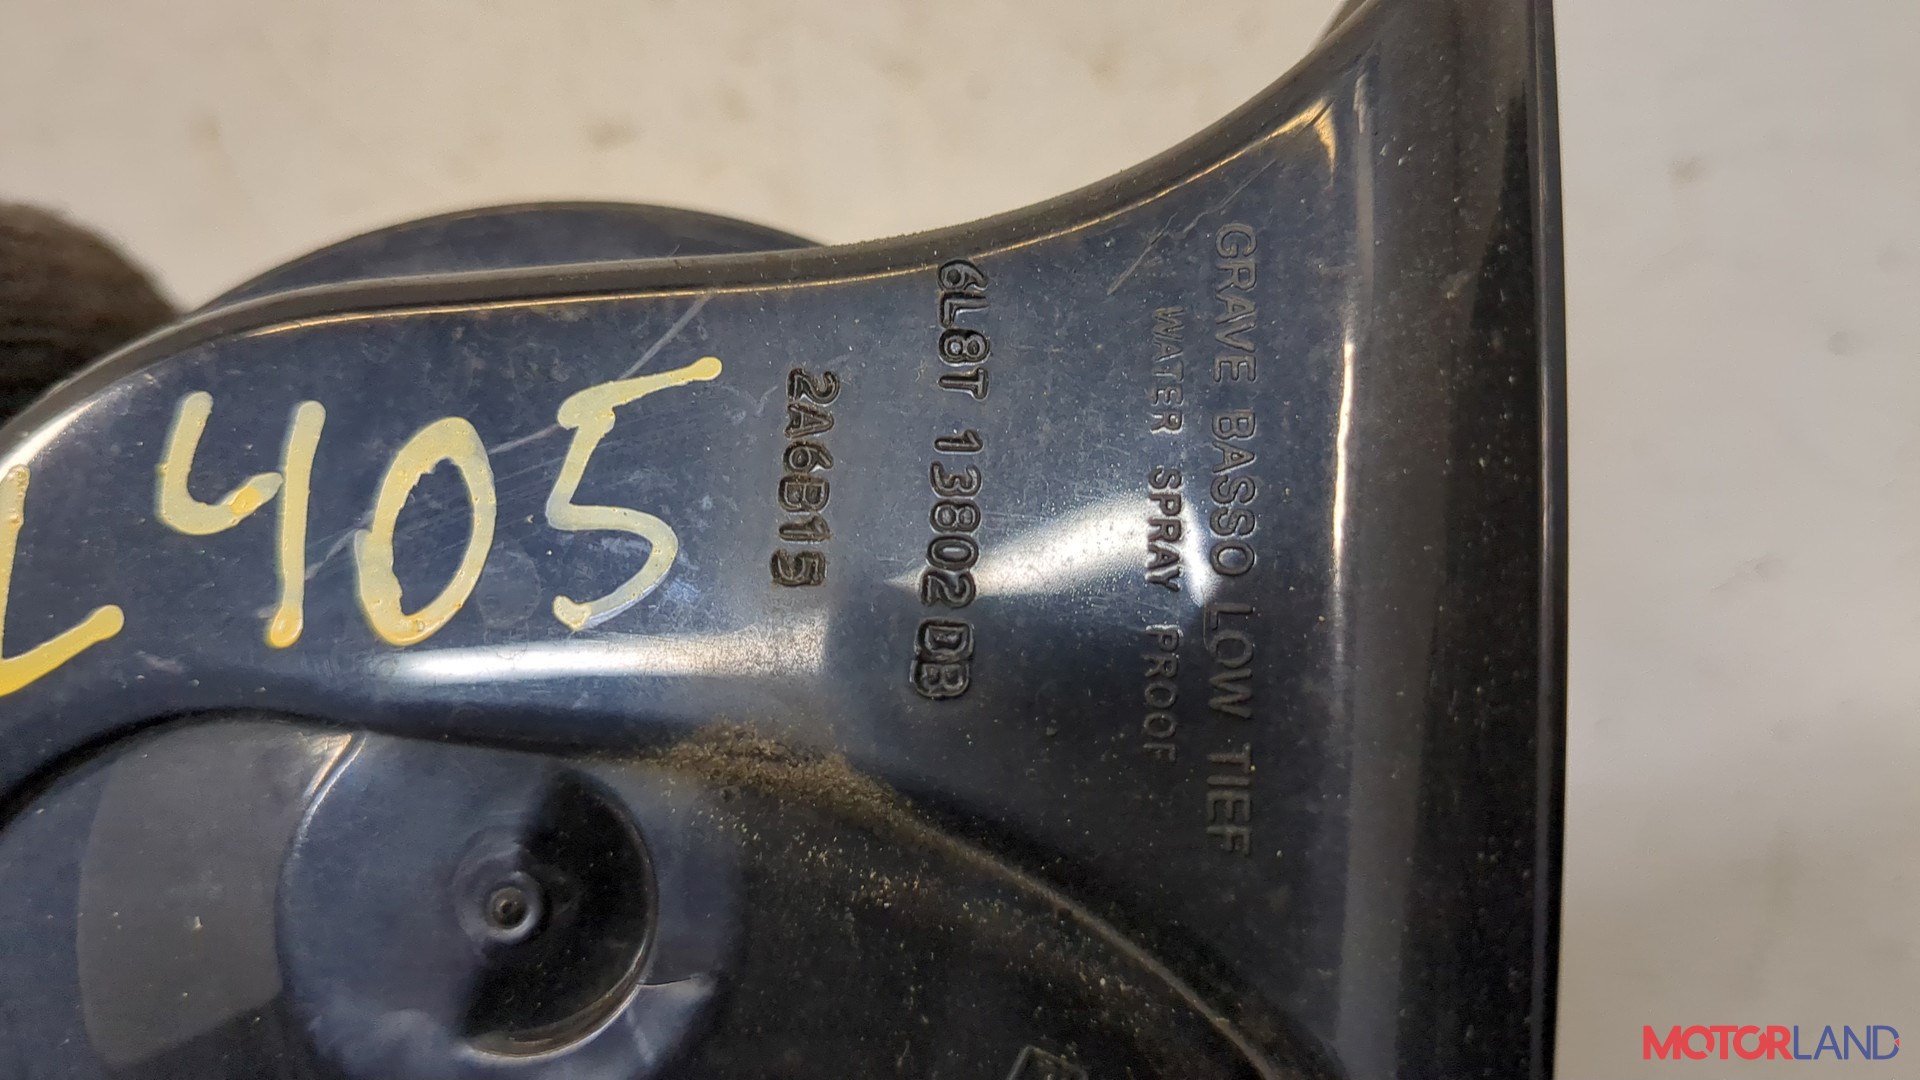 GRAVE BASSO LOW TIEF
WATER SPRAY PROOF
6L8T 13802 DB
2A6B15
L405
MOTORLAND